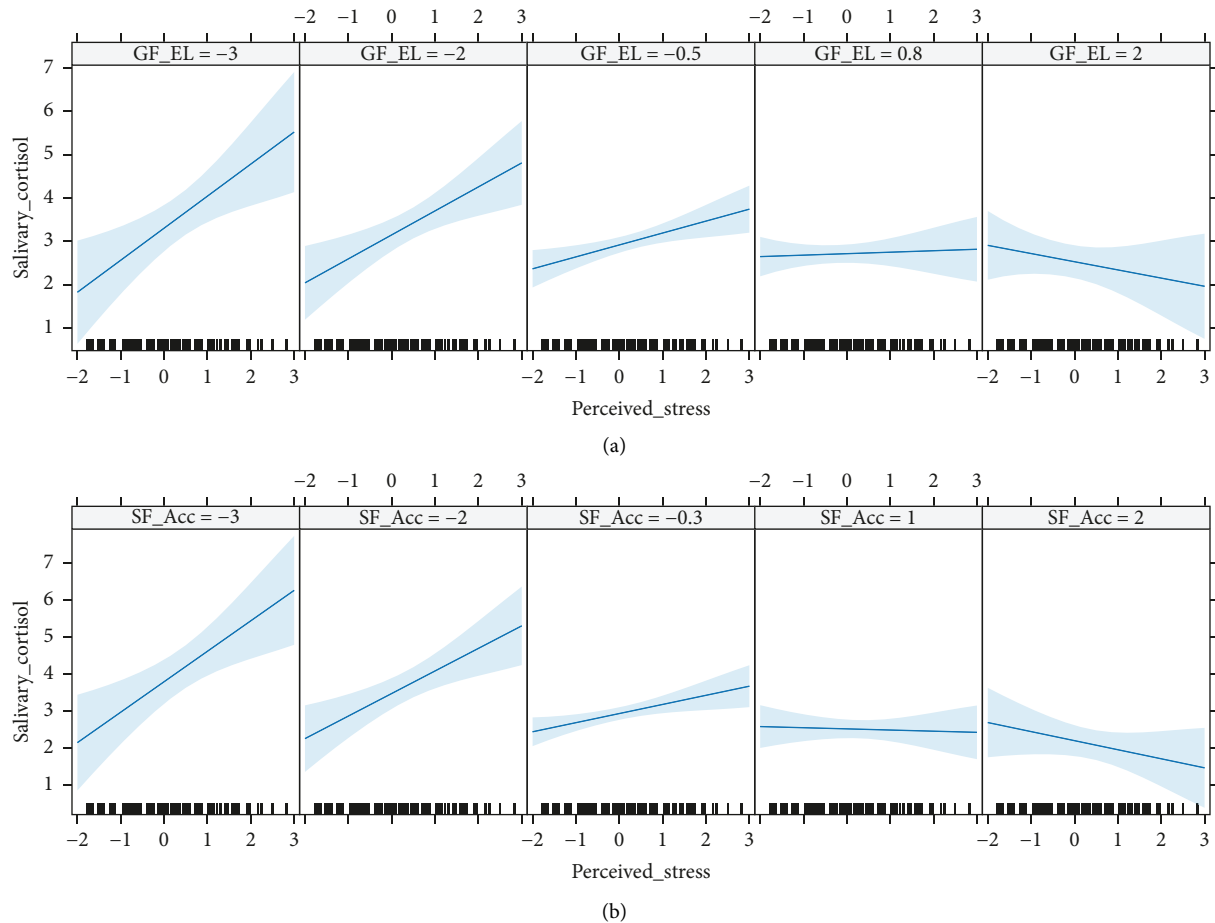 −2 −1 0 1 2 3 −2 −1 0 1 2 3
GF_EL = −3 GF_EL = −2 GF_EL = −0.5 GF_EL = 0.8 GF_EL = 2
7
6
5
4
3
2
1
Salivary_cortisol
−2 −1 0 1 2 3 −2 −1 0 1 2 3 −2 −1 0 1 2 3
Perceived_stress
(a)
−2 −1 0 1 2 3 −2 −1 0 1 2 3
SF_Acc = −3 SF_Acc = −2 SF_Acc = −0.3 SF_Acc = 1 SF_Acc = 2
7
6
5
4
3
2
1
Salivary_cortisol
−2 −1 0 1 2 3 −2 −1 0 1 2 3 −2 −1 0 1 2 3
Perceived_stress
(b)